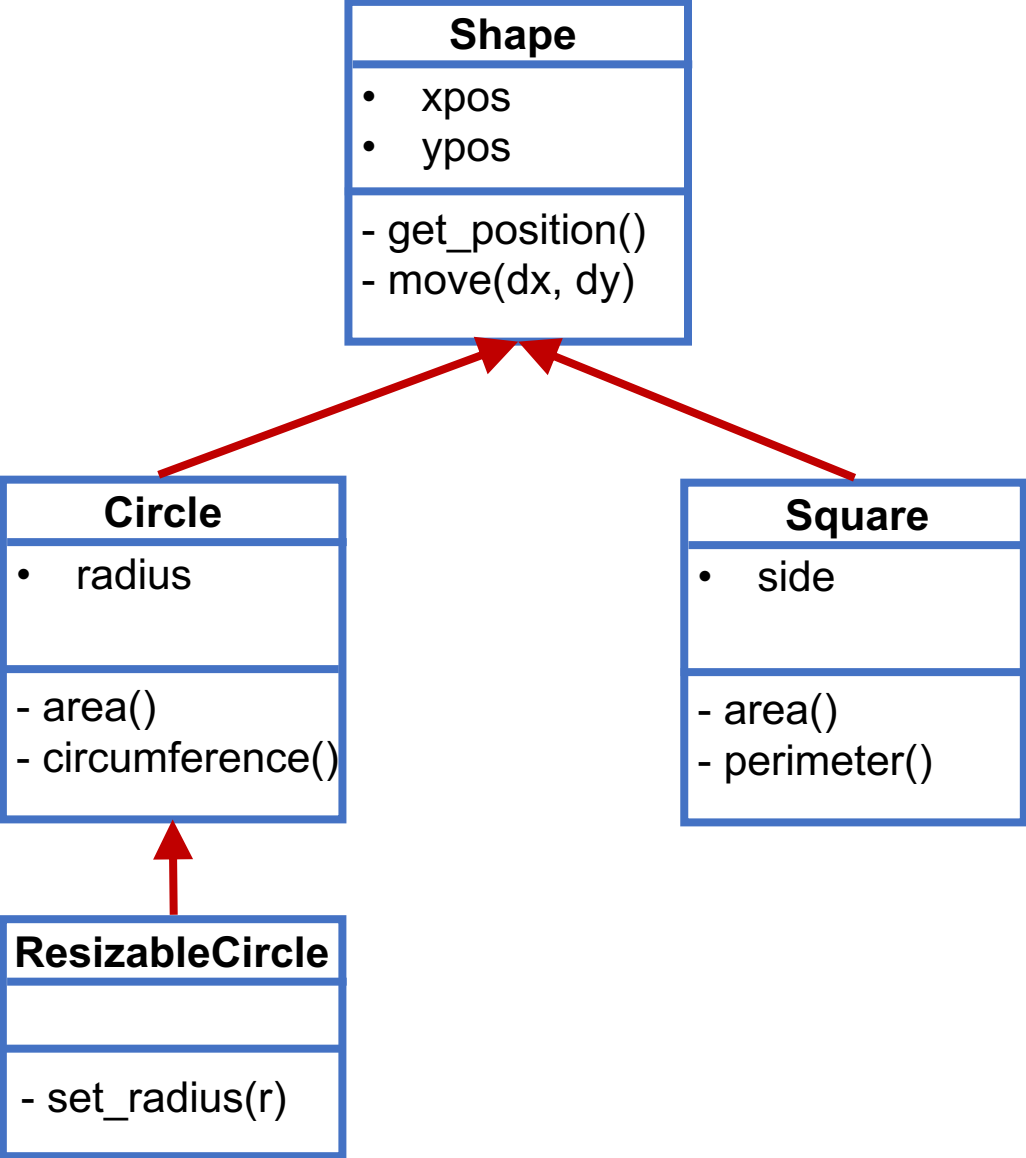 Shape
• xpos
• ypos
- get_position()
- move(dx, dy)
Circle
• radius
- area()
- circumference()
Square
• side
- area()
- perimeter()
ResizableCircle
- set_radius(r)